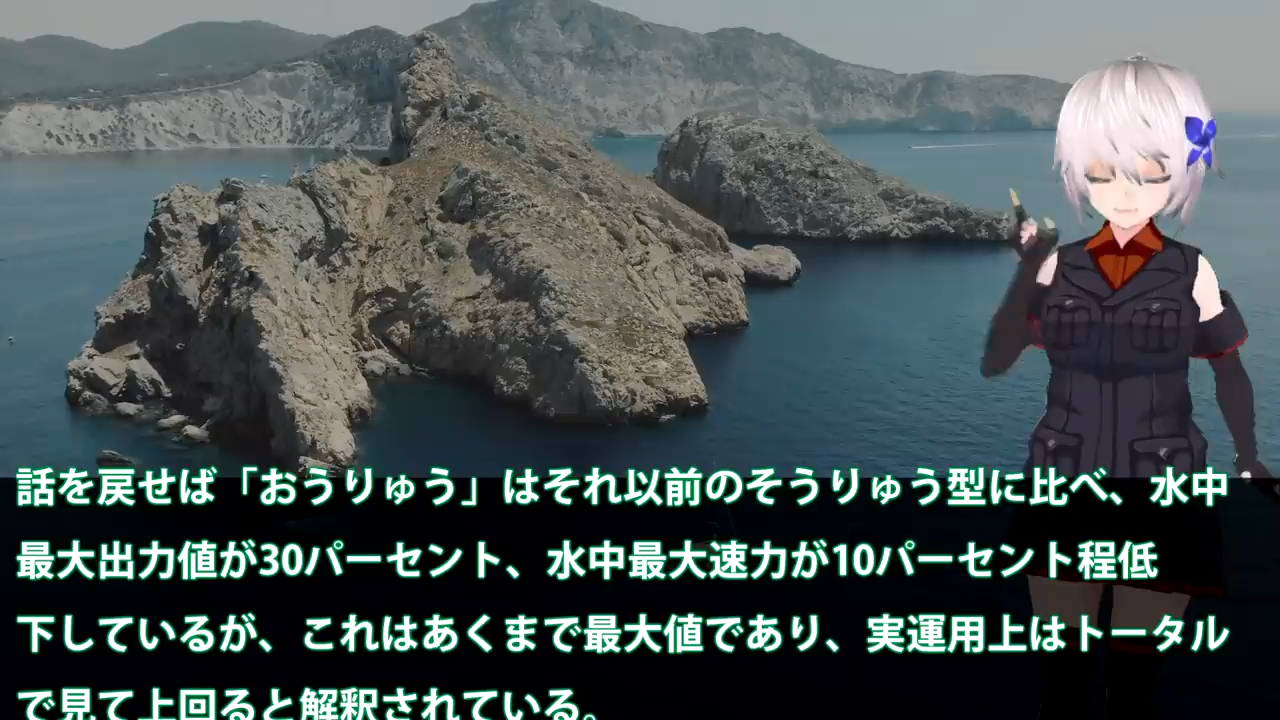 話を戻せば「おうりゅう」はそれ以前のそうりゅう型に比べ、水中
最大出力値が30パーセント、水中最大速力が10パーセント程低
下しているが、これはあくまで最大値であり、実運用上はトータル
で見て上回ると解釈されている。